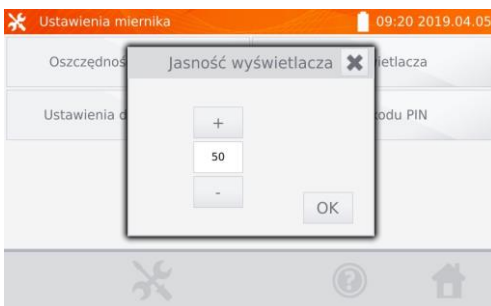 Ustawienia miernika 09:20 2019.04.05
Oszczędnoś
Jasność wyświetlacza
ietlacza
Ustawienia d
odu PIN
+
50
-
OK